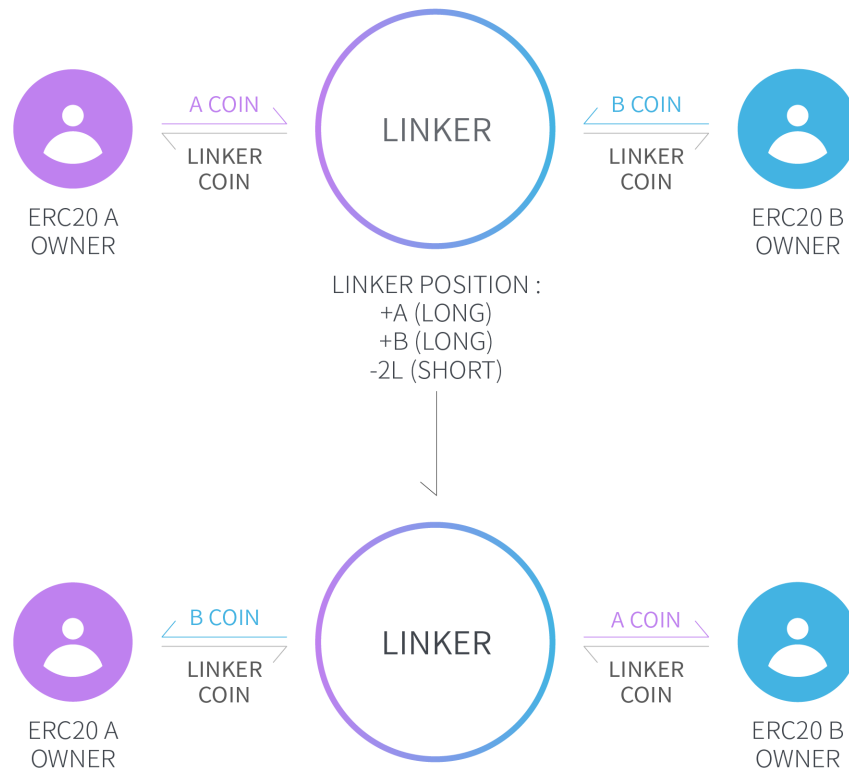 A COIN
LINKER
COIN
ERC20 A
OWNER
LINKER
B COIN
LINKER
COIN
ERC20 B
OWNER
LINKER POSITION :
+A (LONG)
+B (LONG)
-2L (SHORT)
B COIN
LINKER
COIN
ERC20 A
OWNER
LINKER
A COIN
LINKER
COIN
ERC20 B
OWNER